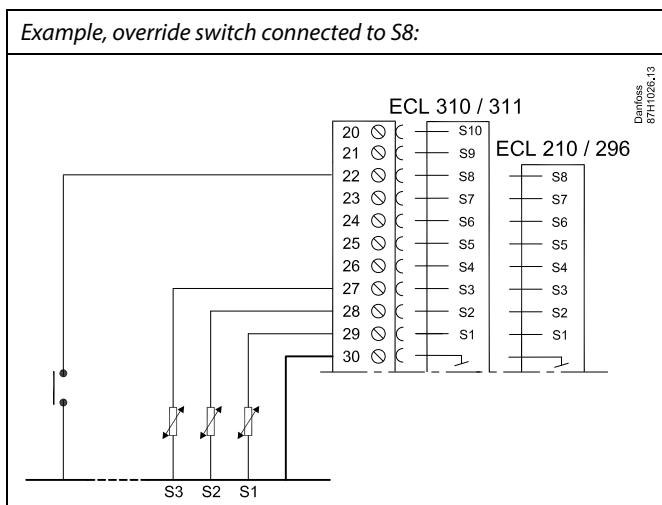 Example, override switch connected to S8:
Danfoss
87H1026.13
ECL 310 / 311
ECL 210 / 296
20 S10
21 S9
22 S8 S8
23 S7 S7
24 S6 S6
25 S5 S5
26 S4 S4
27 S3 S3
28 S2 S2
29 S1 S1
30
S3 S2 S1